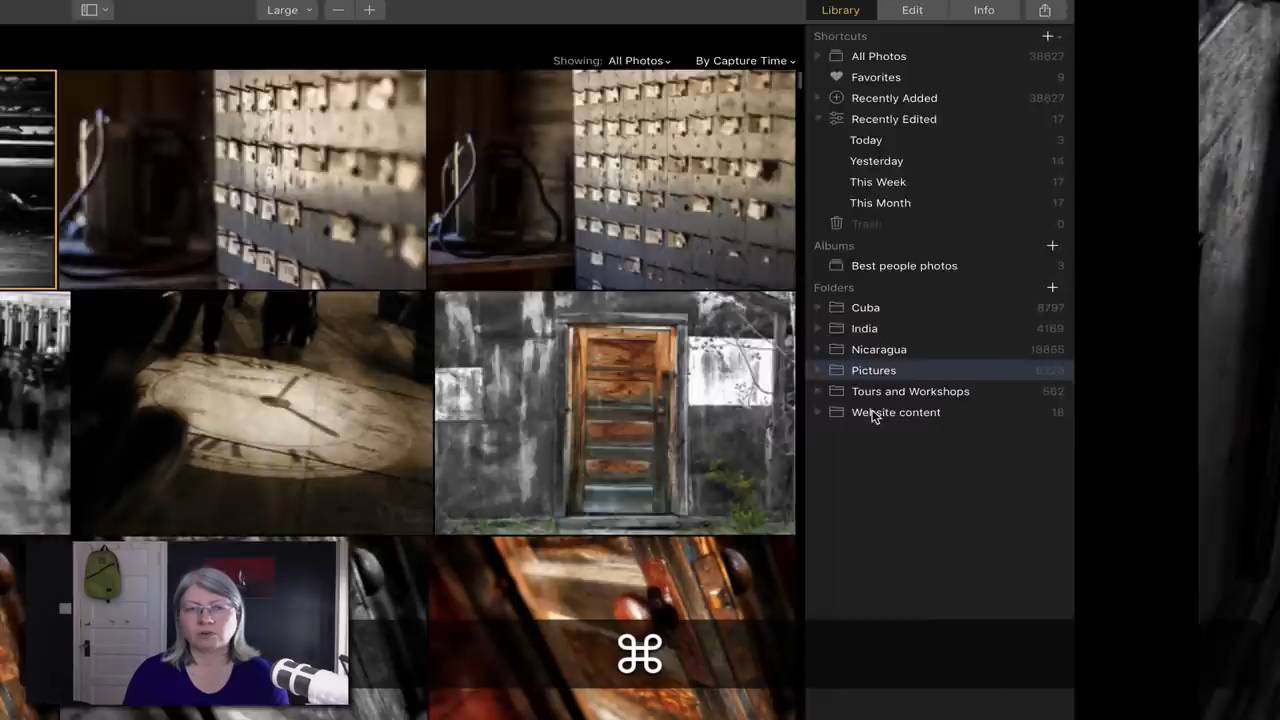 Large
Library
Edit
Info
Showing: All Photos
By Capture Time
Shortcuts
All Photos 38627
Favorites 9
Recently Added 38627
Recently Edited 17
Today 3
Yesterday 14
This Week 17
This Month 17
Trash 0
Albums
Best people photos 3
Folders
Cuba 8797
India 4169
Nicaragua
Pictures
Tours and Workshops 562
Website content 18
⌘